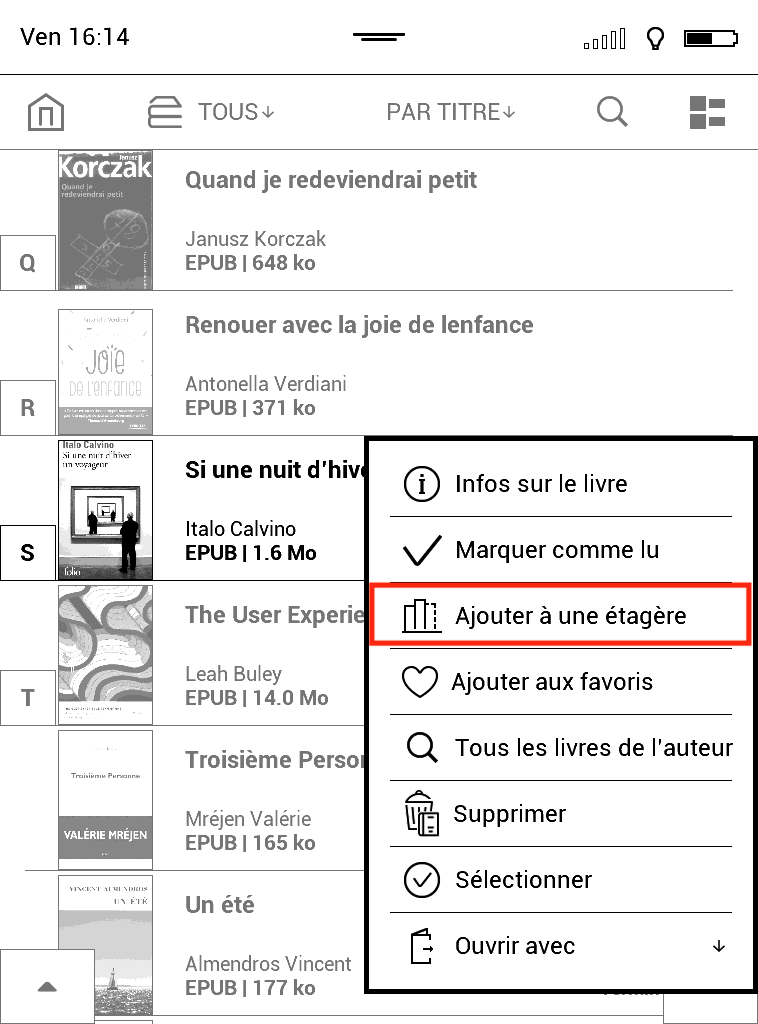 Ven 16:14
TOUS↓
PAR TITRE↓
Janusz
Korczak
Quand je
redeviendrai petit
Quand je redeviendrai petit
Janusz Korczak
Q
EPUB | 648 ko
Antonella Verdiani
JOÏE
DE L'ENFANCE
Renouer avec la joie de lenfance
Antonella Verdiani
R
EPUB | 371 ko
Italo Calvino
Si une nuit d'hiver
un voyageur
folio
Si une nuit d'hive
Italo Calvino
S
EPUB | 1.6 Mo
The User Experie
Leah Buley
T
EPUB | 14.0 Mo
Troisième Personne
VALÉRIE MRÉJEN
Troisième Person
Mréjen Valérie
EPUB | 165 ko
VINCENT ALMENDROS
UN ÉTÉ
Un été
Almendros Vincent
EPUB | 177 ko
Infos sur le livre
Marquer comme lu
Ajouter à une étagère
Ajouter aux favoris
Tous les livres de l'auteur
Supprimer
Sélectionner
Ouvrir avec